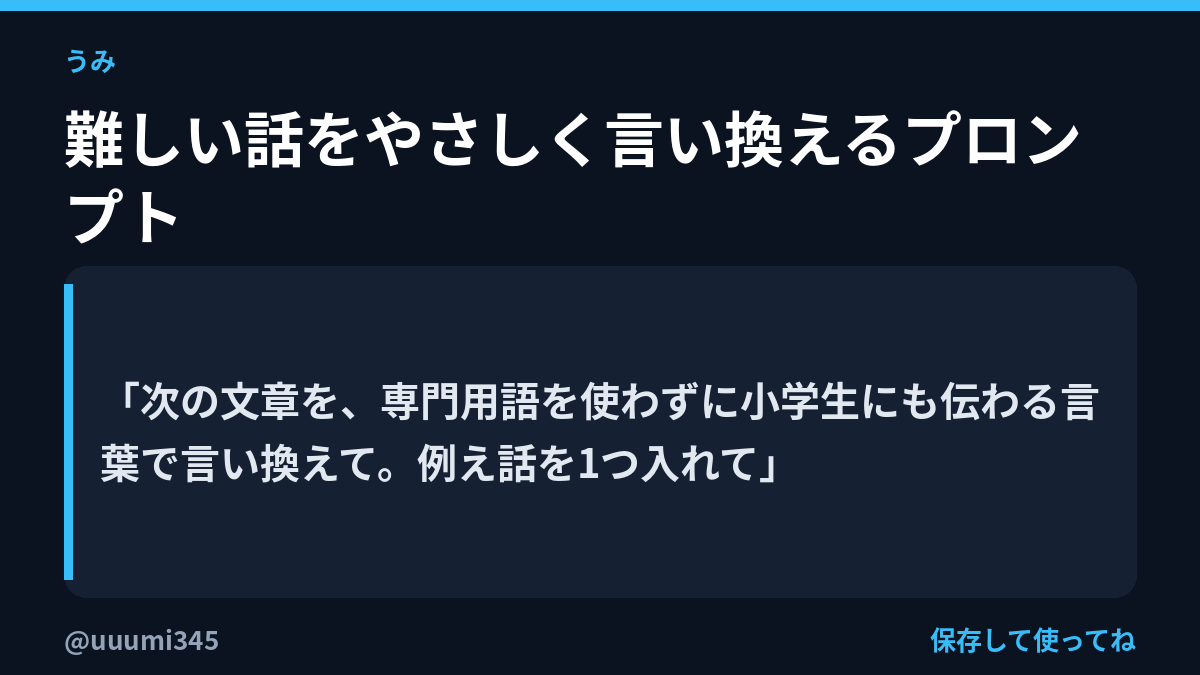 うみ
難しい話をやさしく言い換えるプロン
プト
「次の文章を、専門用語を使わずに小学生にも伝わる言
葉で言い換えて。例え話を1つ入れて」
@uuumi345
保存して使ってね